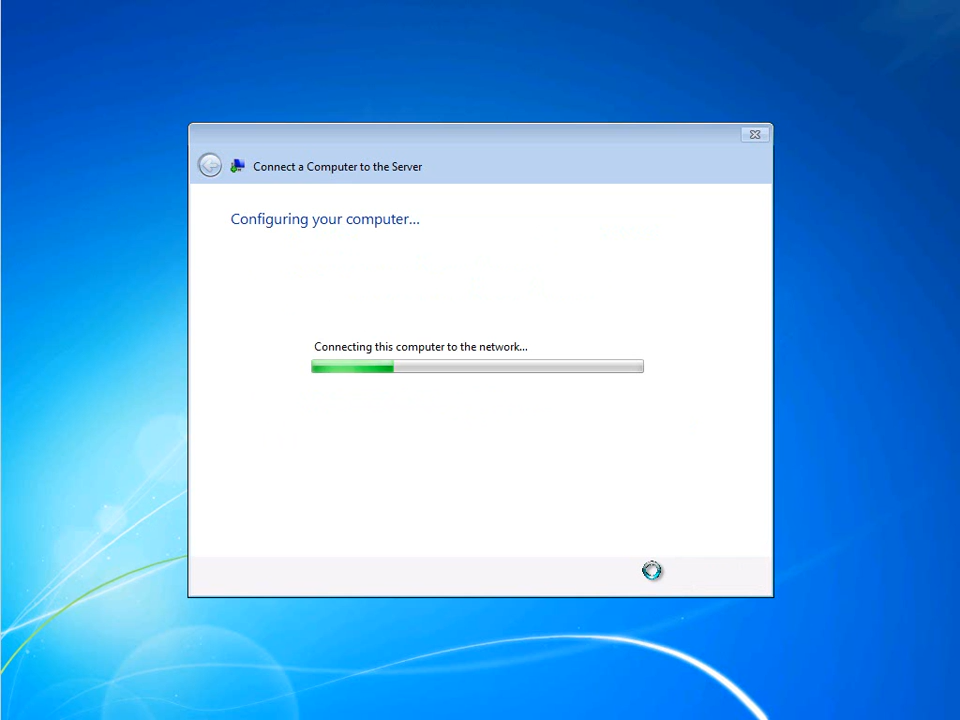 Connect a Computer to the Server
Configuring your computer...
Connecting this computer to the network...